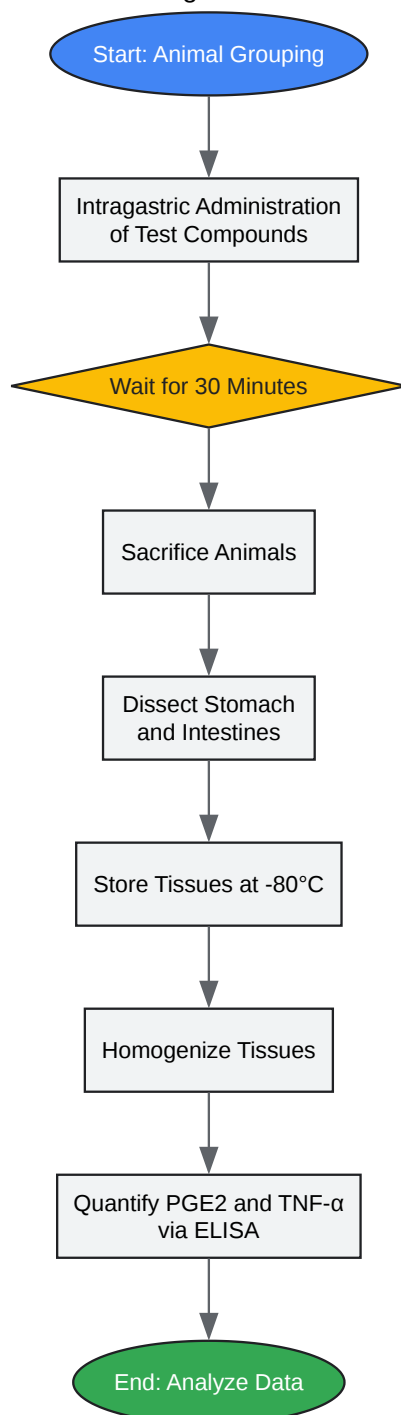 Start: Animal Grouping
Intragastric Administration
of Test Compounds
Wait for 30 Minutes
Sacrifice Animals
Dissect Stomach
and Intestines
Store Tissues at -80°C
Homogenize Tissues
Quantify PGE2 and TNF-α
via ELISA
End: Analyze Data